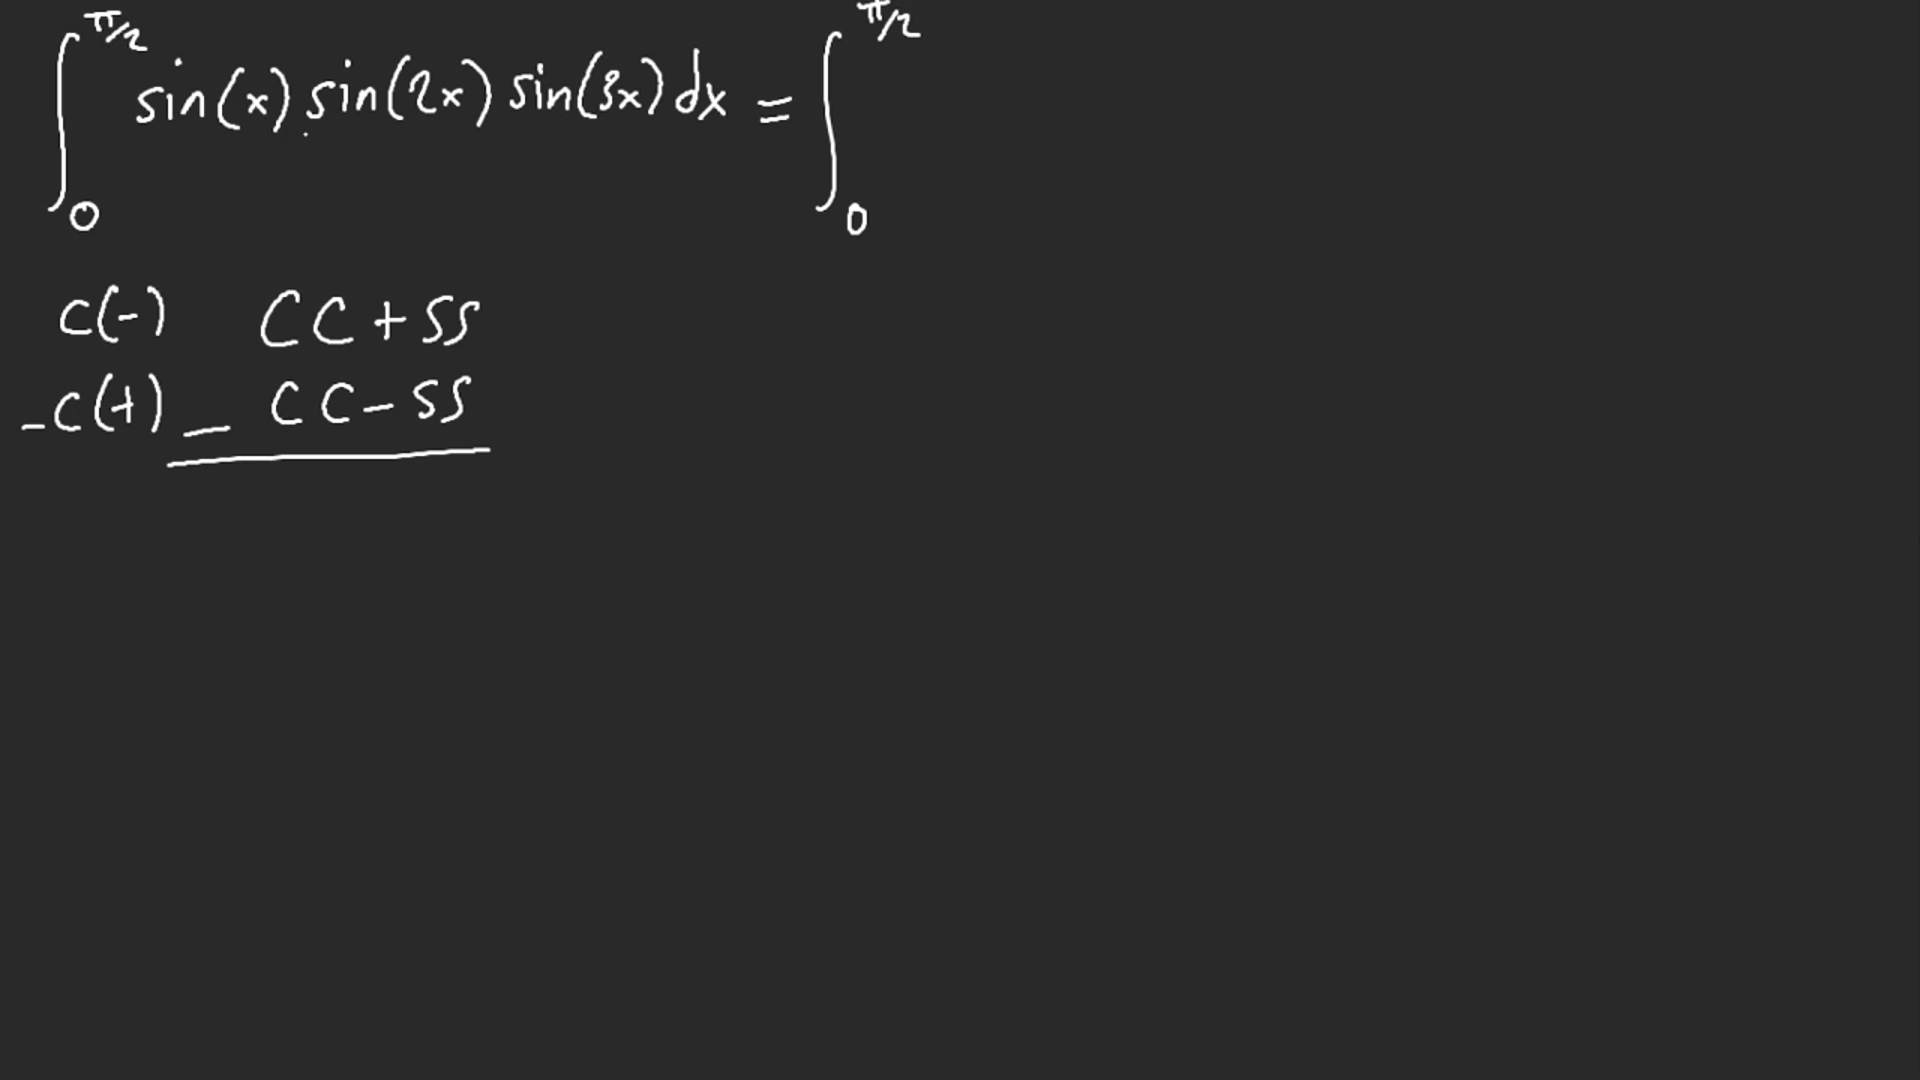 ∫₀^{π/2} sin(x) sin(2x) sin(3x) dx = ∫₀^{π/2}
c(-) CC + SS
-c(+) - CC - SS